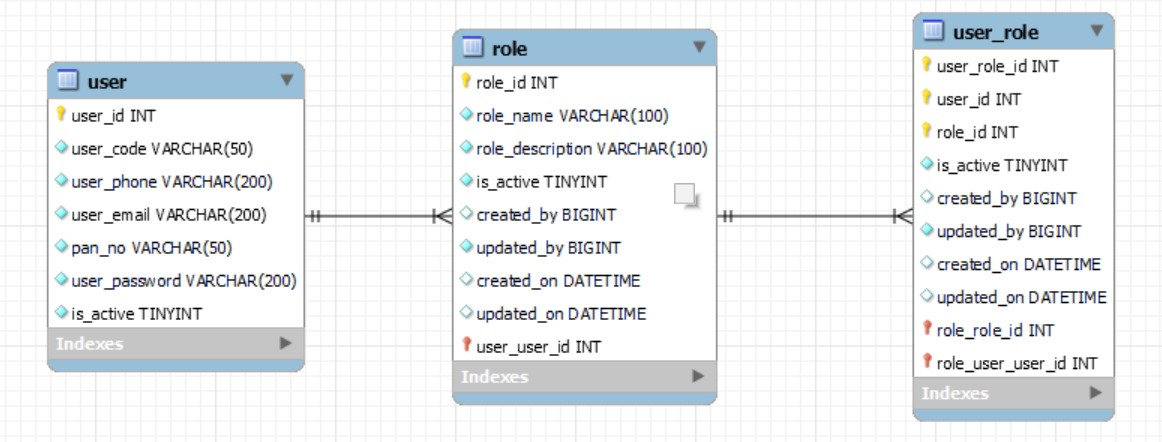 user
user_id INT
user_code VARCHAR(50)
user_phone VARCHAR(200)
user_email VARCHAR(200)
pan_no VARCHAR(50)
user_password VARCHAR(200)
is_active TINYINT
Indexes
role
role_id INT
role_name VARCHAR(100)
role_description VARCHAR(100)
is_active TINYINT
created_by BIGINT
updated_by BIGINT
created_on DATETIME
updated_on DATETIME
user_user_id INT
Indexes
user_role
user_role_id INT
user_id INT
role_id INT
is_active TINYINT
created_by BIGINT
updated_by BIGINT
created_on DATETIME
updated_on DATETIME
role_role_id INT
role_user_user_id INT
Indexes